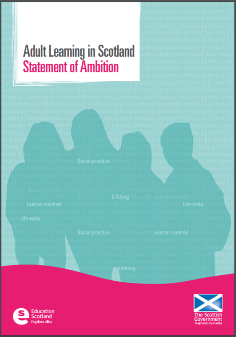 Adult Learning in Scotland
Statement of Ambition
Social practice
Lifelong
Learner-centred
Life-wide
Life-wide
Social practice
Learner-centred
Lifelong
Education
Scotland
Foghlam Alba
The Scottish
Government
Riaghaltas na h-Alba